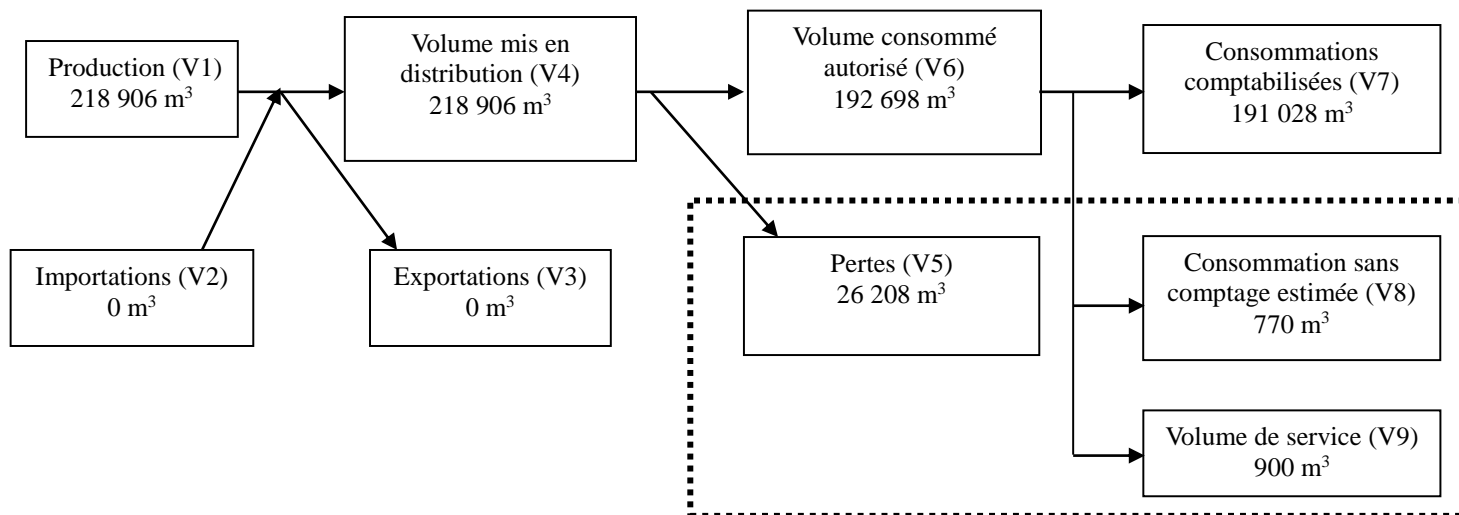 Production (V1)
218 906 m³
Volume mis en
distribution (V4)
218 906 m³
Volume consommé
autorisé (V6)
192 698 m³
Consommations
comptabilisées (V7)
191 028 m³
Importations (V2)
0 m³
Exportations (V3)
0 m³
Pertes (V5)
26 208 m³
Consommation sans
comptage estimée (V8)
770 m³
Volume de service (V9)
900 m³